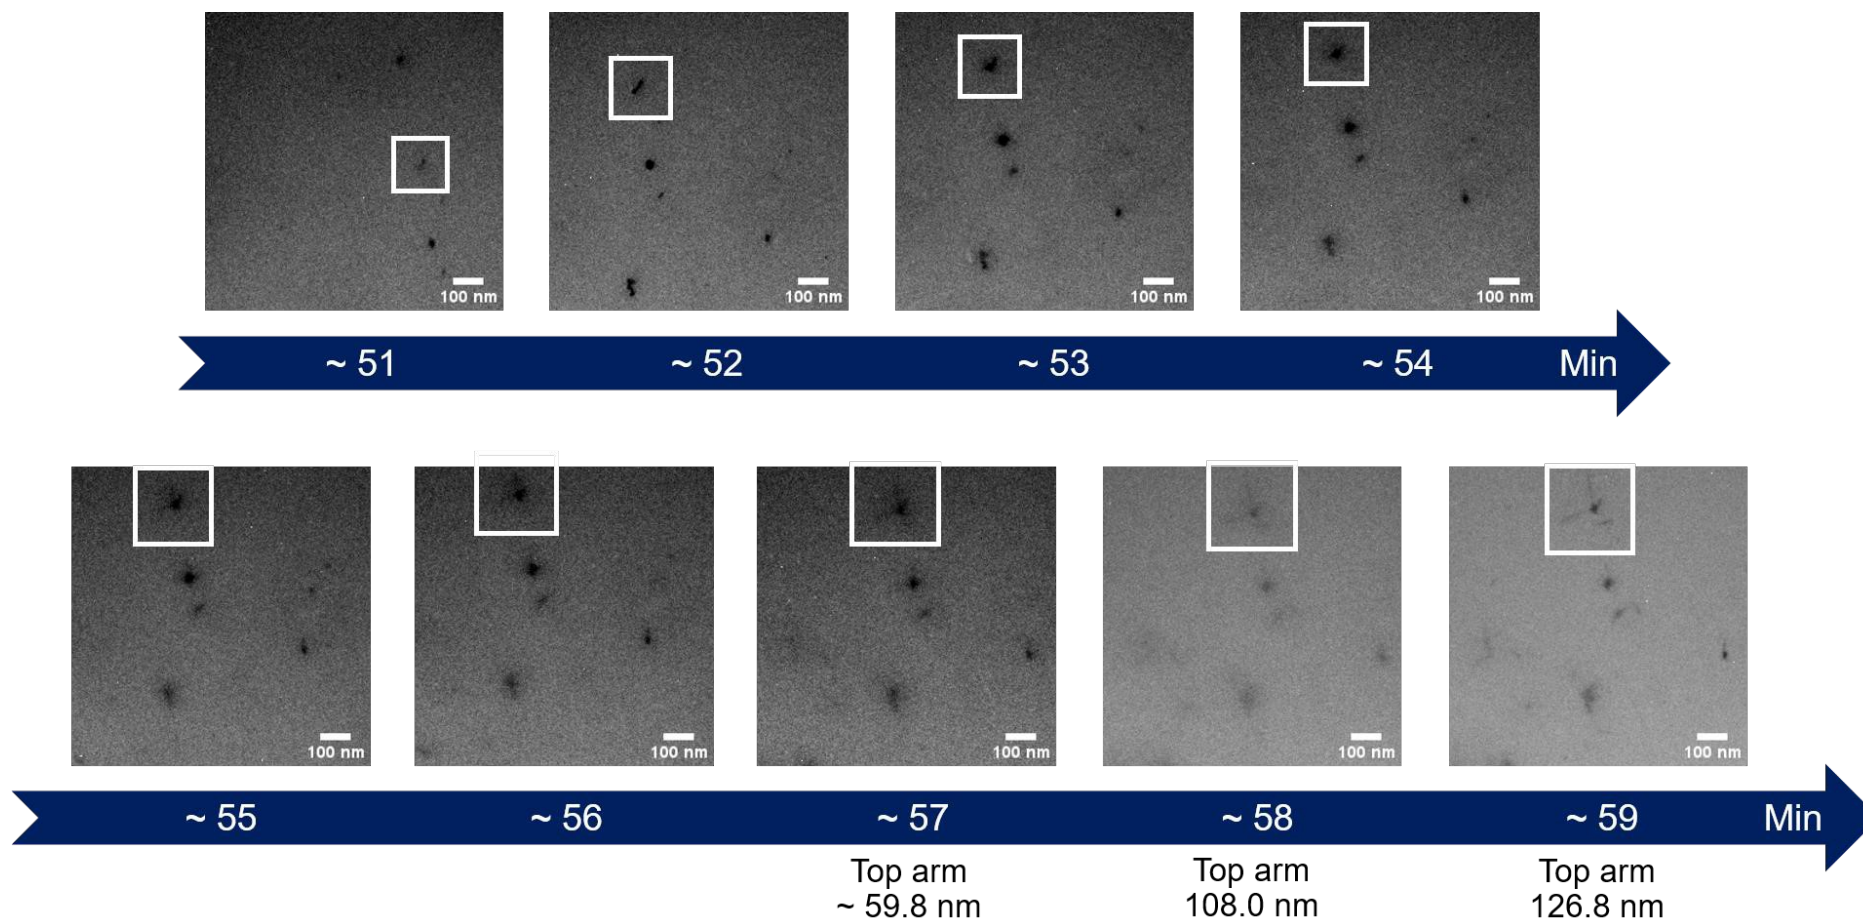 100 nm
100 nm
100 nm
100 nm
~ 51
~ 52
~ 53
~ 54
Min
100 nm
100 nm
100 nm
100 nm
100 nm
~ 55
~ 56
~ 57
~ 58
~ 59
Min
Top arm
~ 59.8 nm
Top arm
108.0 nm
Top arm
126.8 nm